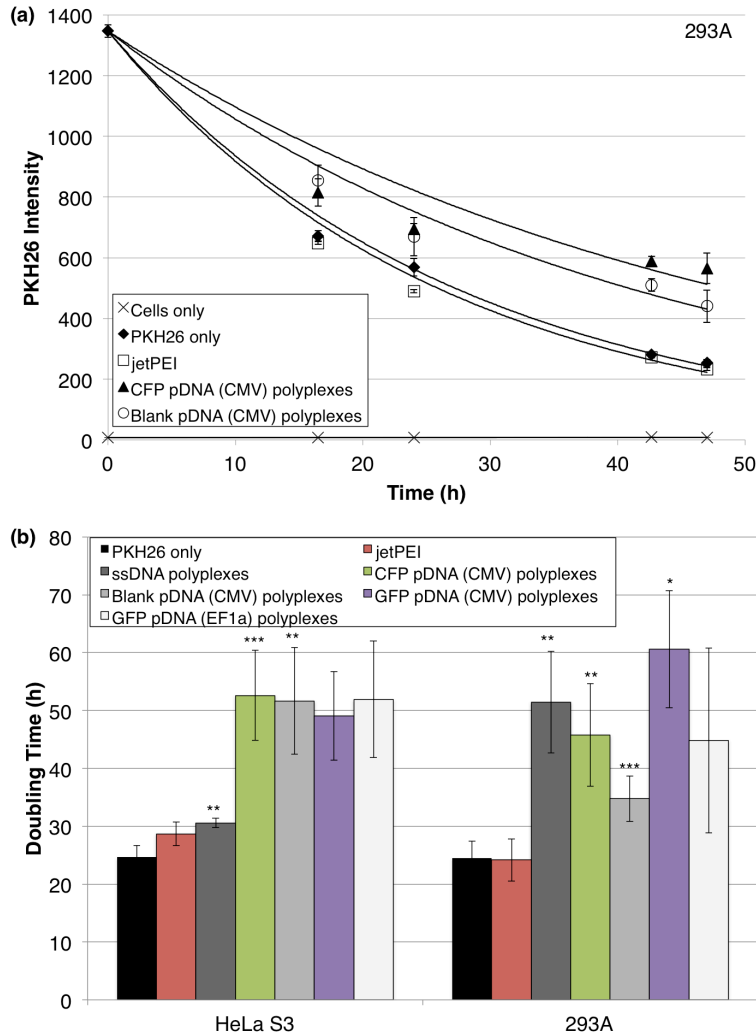 (a)
293A
1400
1200
1000
800
600
400
200
0
PKH26 Intensity
Cells only
PKH26 only
jetPEI
CFP pDNA (CMV) polyplexes
Blank pDNA (CMV) polyplexes
0 10 20 30 40 50
Time (h)
(b)
80
70
60
50
40
30
20
10
0
Doubling Time (h)
PKH26 only
jetPEI
ssDNA polyplexes
CFP pDNA (CMV) polyplexes
Blank pDNA (CMV) polyplexes
GFP pDNA (CMV) polyplexes
GFP pDNA (EF1a) polyplexes
** *** ** ** ** *** *
HeLa S3 293A